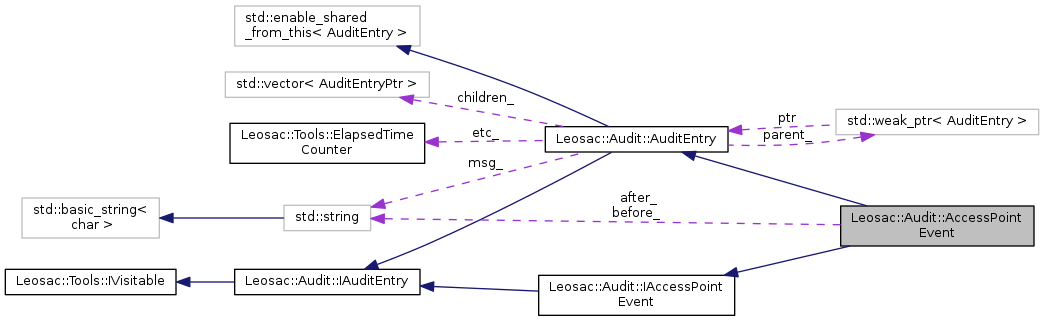 std::enable_shared
_from_this< AuditEntry >
std::vector< AuditEntryPtr >
children_
Leosac::Tools::ElapsedTime
Counter
etc_
Leosac::Audit::AuditEntry
ptr
parent_
std::weak_ptr< AuditEntry >
msg_
std::basic_string<
char >
std::string
after_
before_
Leosac::Audit::AccessPoint
Event
Leosac::Tools::IVisitable
Leosac::Audit::IAuditEntry
Leosac::Audit::IAccessPoint
Event